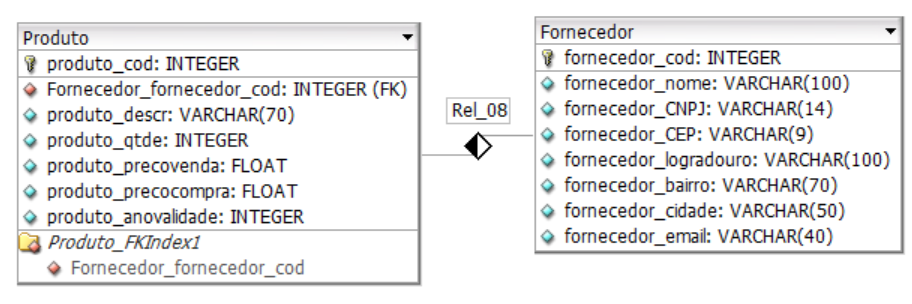 Produto
produto_cod: INTEGER
Fornecedor_fornecedor_cod: INTEGER (FK)
produto_descr: VARCHAR(70)
produto_qtde: INTEGER
produto_precovenda: FLOAT
produto_precocompra: FLOAT
produto_anovalidade: INTEGER
Produto_FKIndex1
Fornecedor_fornecedor_cod
Rel_08
Fornecedor
fornecedor_cod: INTEGER
fornecedor_nome: VARCHAR(100)
fornecedor_CNPJ: VARCHAR(14)
fornecedor_CEP: VARCHAR(9)
fornecedor_logradouro: VARCHAR(100)
fornecedor_bairro: VARCHAR(70)
fornecedor_cidade: VARCHAR(50)
fornecedor_email: VARCHAR(40)